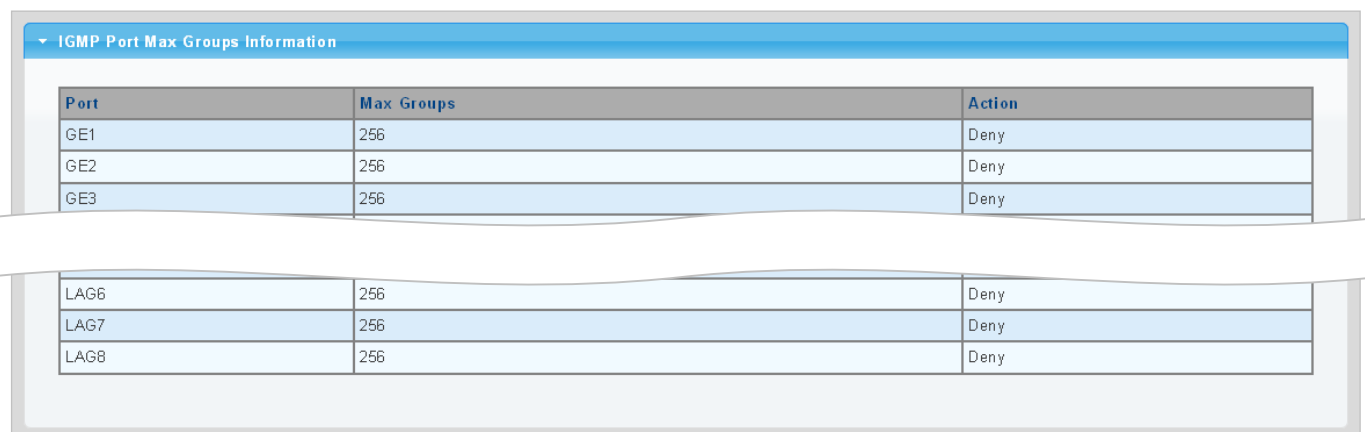 IGMP Port Max Groups Information
Port Max Groups Action
GE1 256 Deny
GE2 256 Deny
GE3 256 Deny
LAG6 256 Deny
LAG7 256 Deny
LAG8 256 Deny